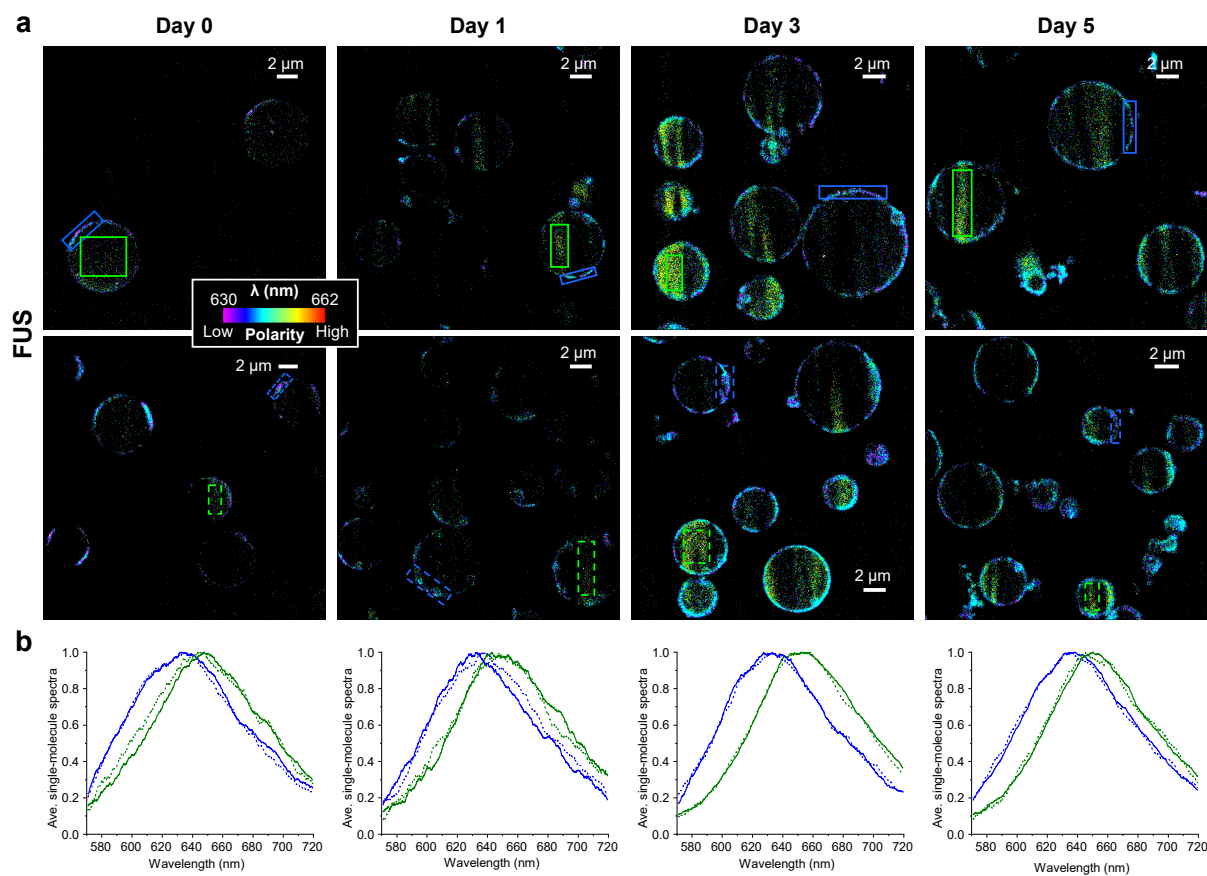 a
Day 0 Day 1 Day 3 Day 5
2 µm 2 µm 2 µm 2 µm
FUS
λ (nm)
630 662
Low Polarity High
2 µm 2 µm 2 µm 2 µm
b
Ave. single-molecule spectra Ave. single-molecule spectra Ave. single-molecule spectra Ave. single-molecule spectra
1.0 1.0 1.0 1.0
0.8 0.8 0.8 0.8
0.6 0.6 0.6 0.6
0.4 0.4 0.4 0.4
0.2 0.2 0.2 0.2
0.0 0.0 0.0 0.0
580 600 620 640 660 680 700 720 580 600 620 640 660 680 700 720 580 600 620 640 660 680 700 720 580 600 620 640 660 680 700 720
Wavelength (nm) Wavelength (nm) Wavelength (nm) Wavelength (nm)